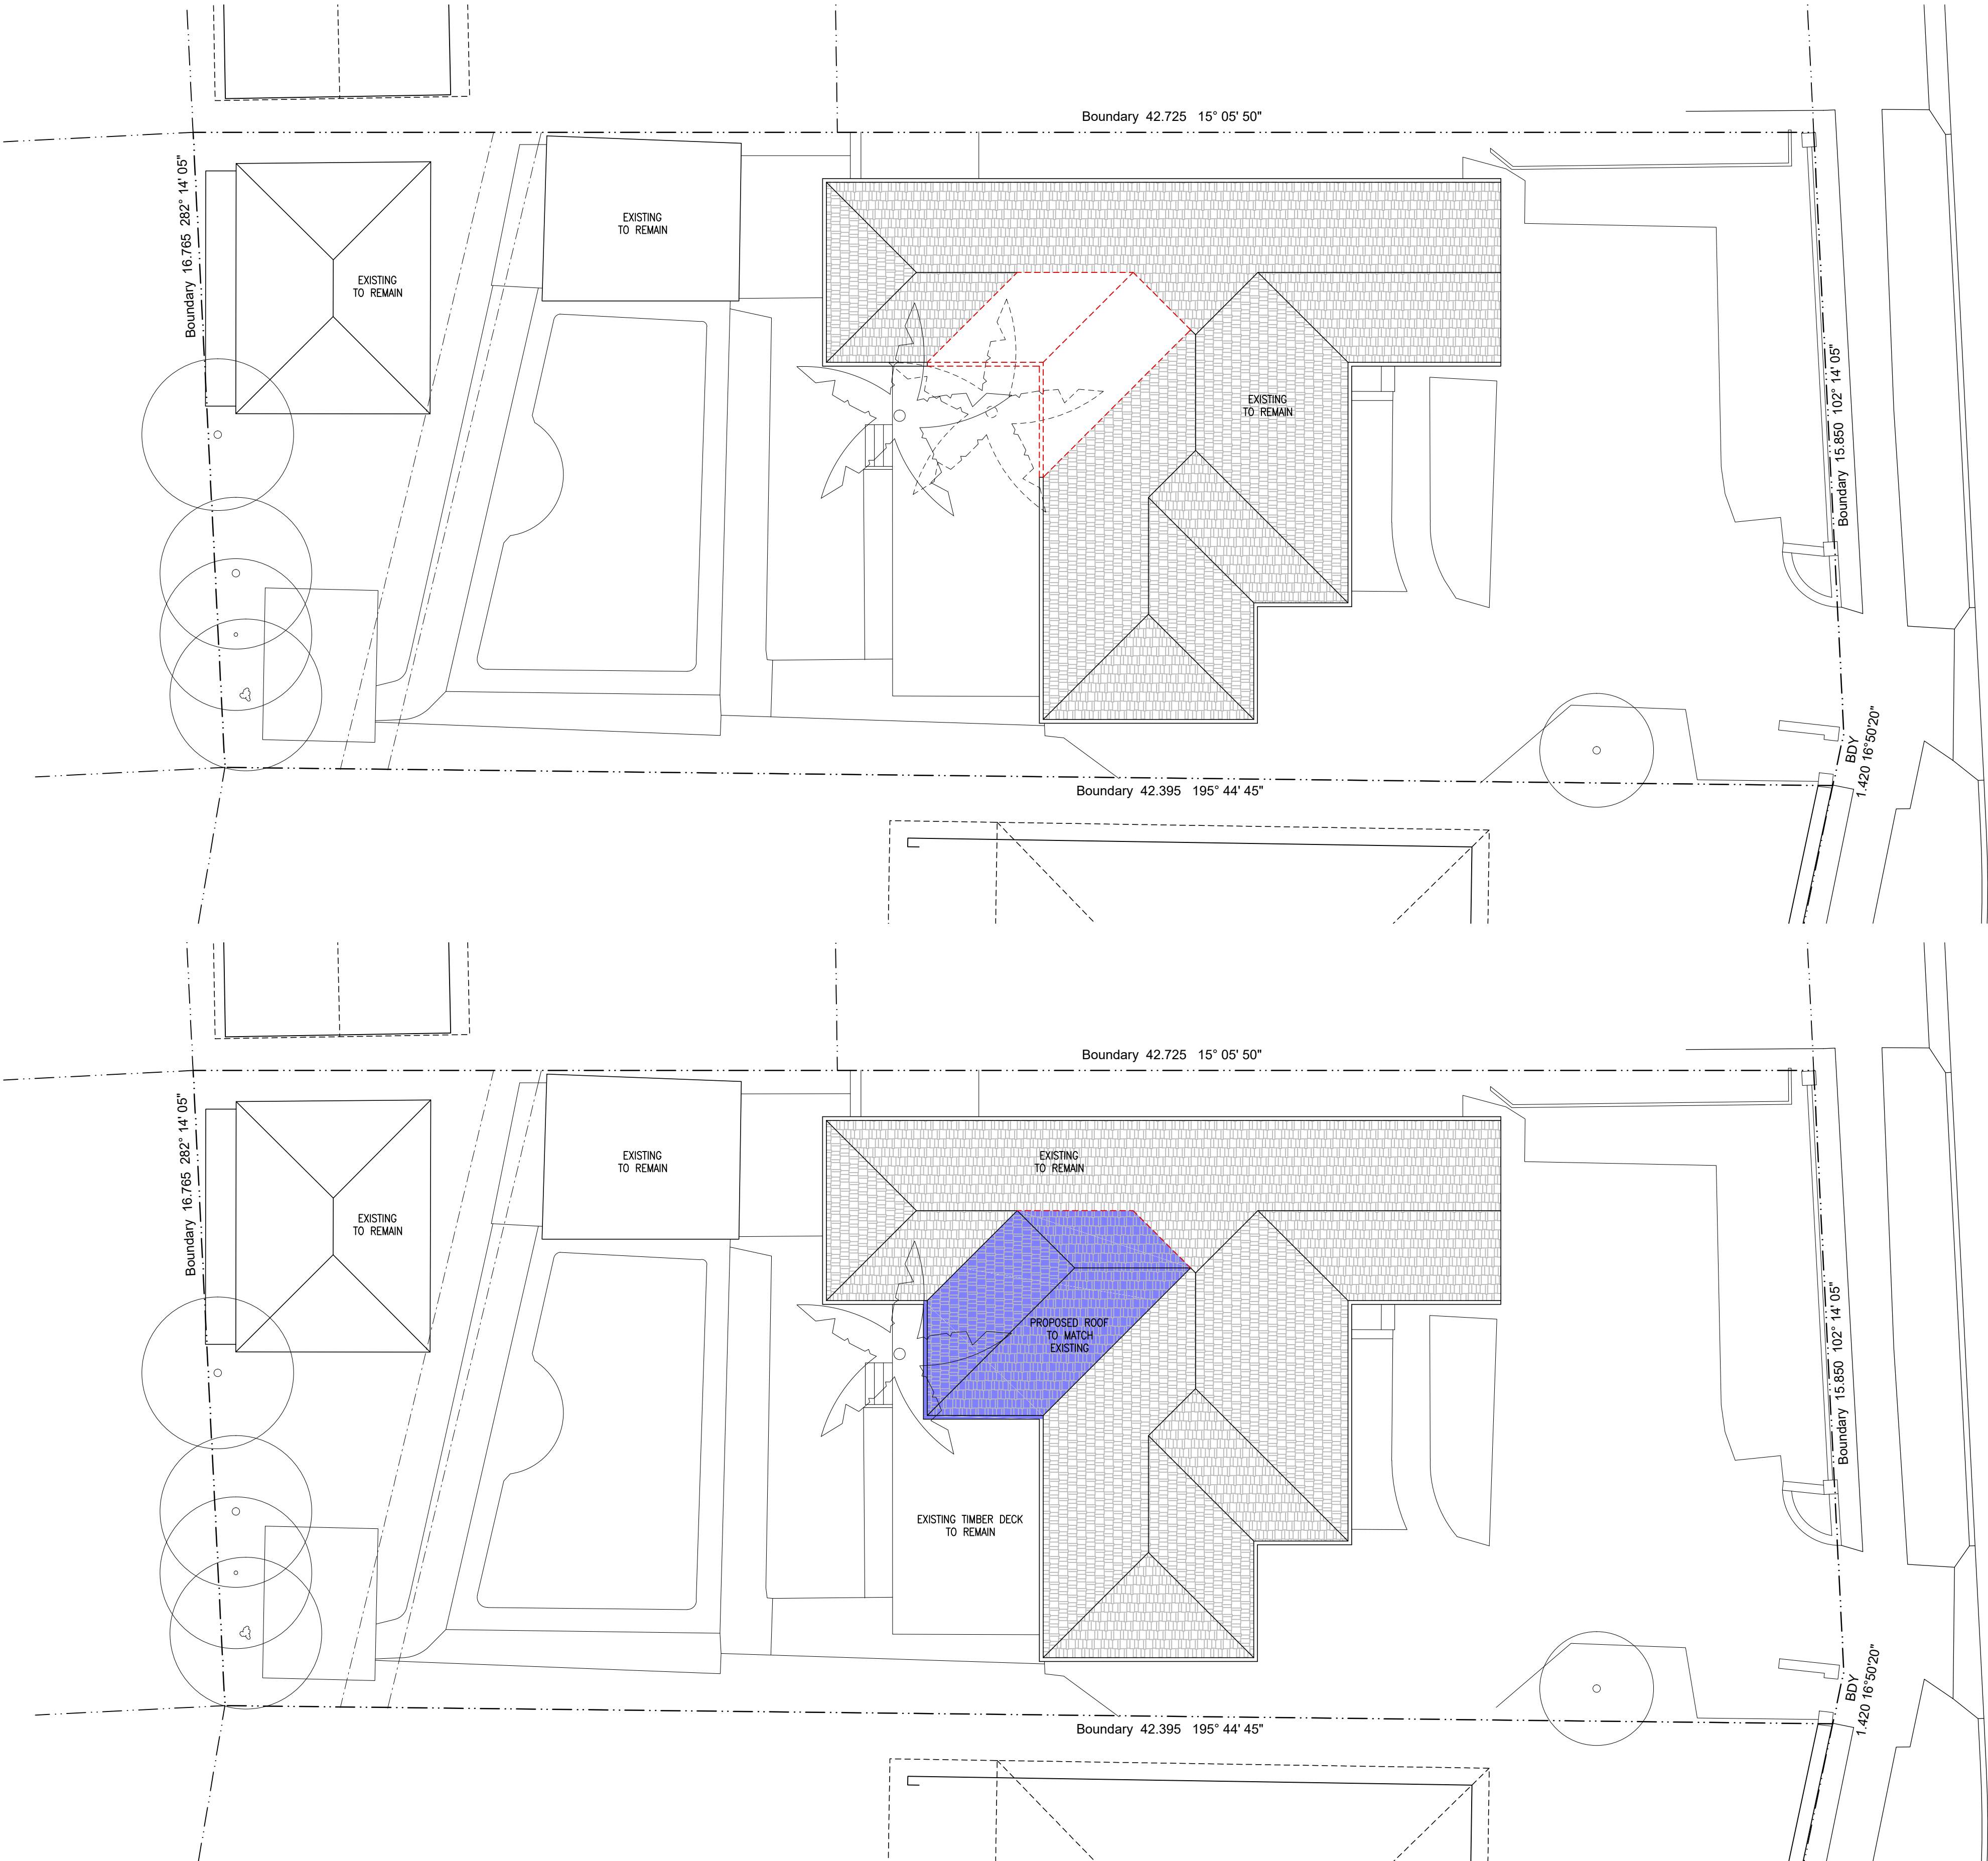 Boundary 42.725 15° 05' 50"
Boundary 16.765 282° 14' 05"
EXISTING
TO REMAIN
EXISTING
TO REMAIN
EXISTING
TO REMAIN
Boundary 15.850 102° 14' 05"
BDY
1.420 16°50'20"
Boundary 42.395 195° 44' 45"
Boundary 42.725 15° 05' 50"
Boundary 16.765 282° 14' 05"
EXISTING
TO REMAIN
EXISTING
TO REMAIN
EXISTING
TO REMAIN
PROPOSED ROOF
TO MATCH
EXISTING
Boundary 15.850 102° 14' 05"
EXISTING TIMBER DECK
TO REMAIN
BDY
1.420 16°50'20"
Boundary 42.395 195° 44' 45"